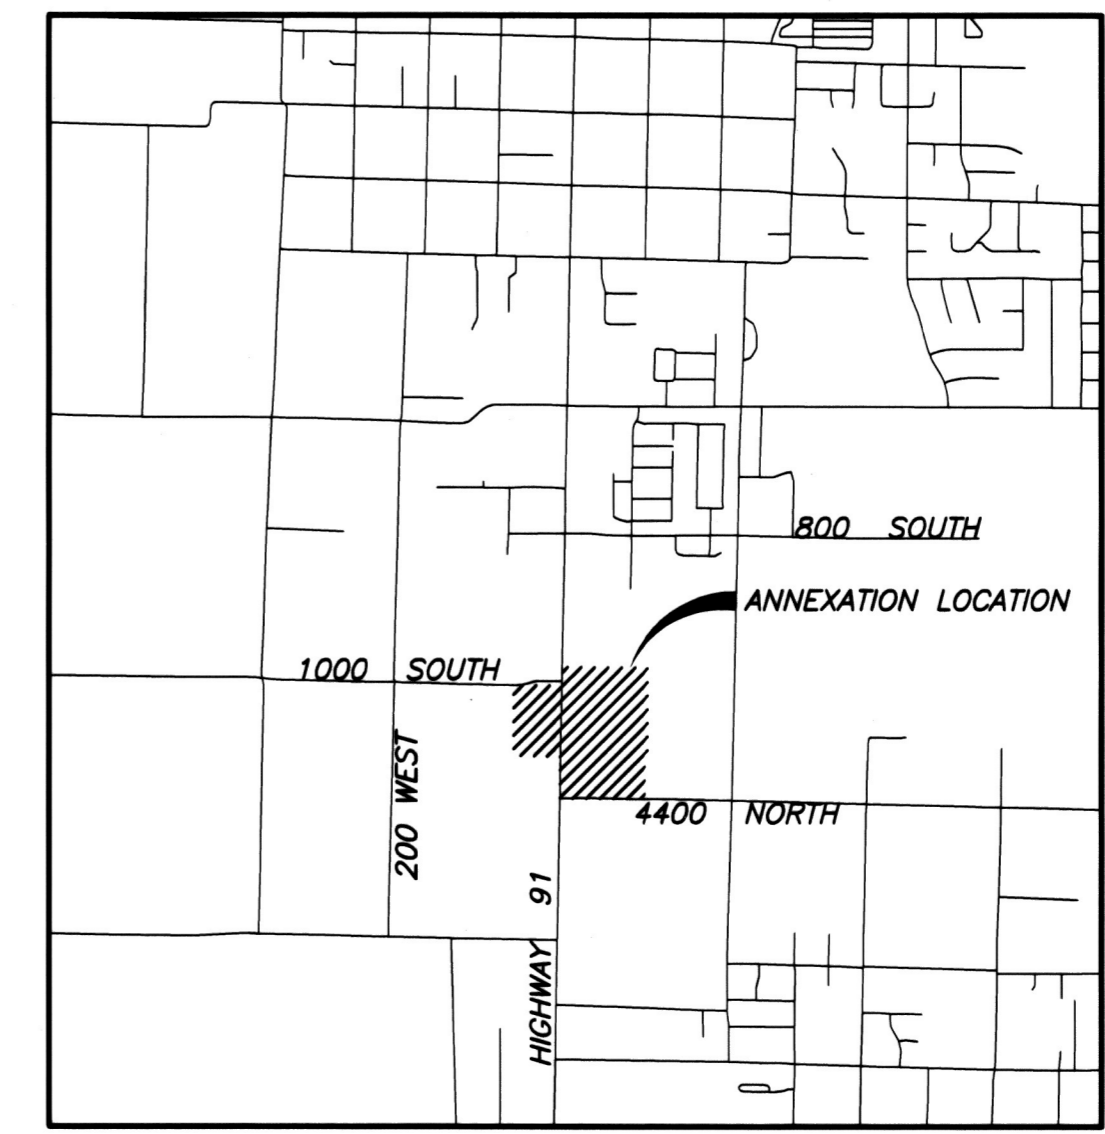 800 SOUTH
ANNEXATION LOCATION
1000 SOUTH
200 WEST
4400 NORTH
HIGHWAY 91